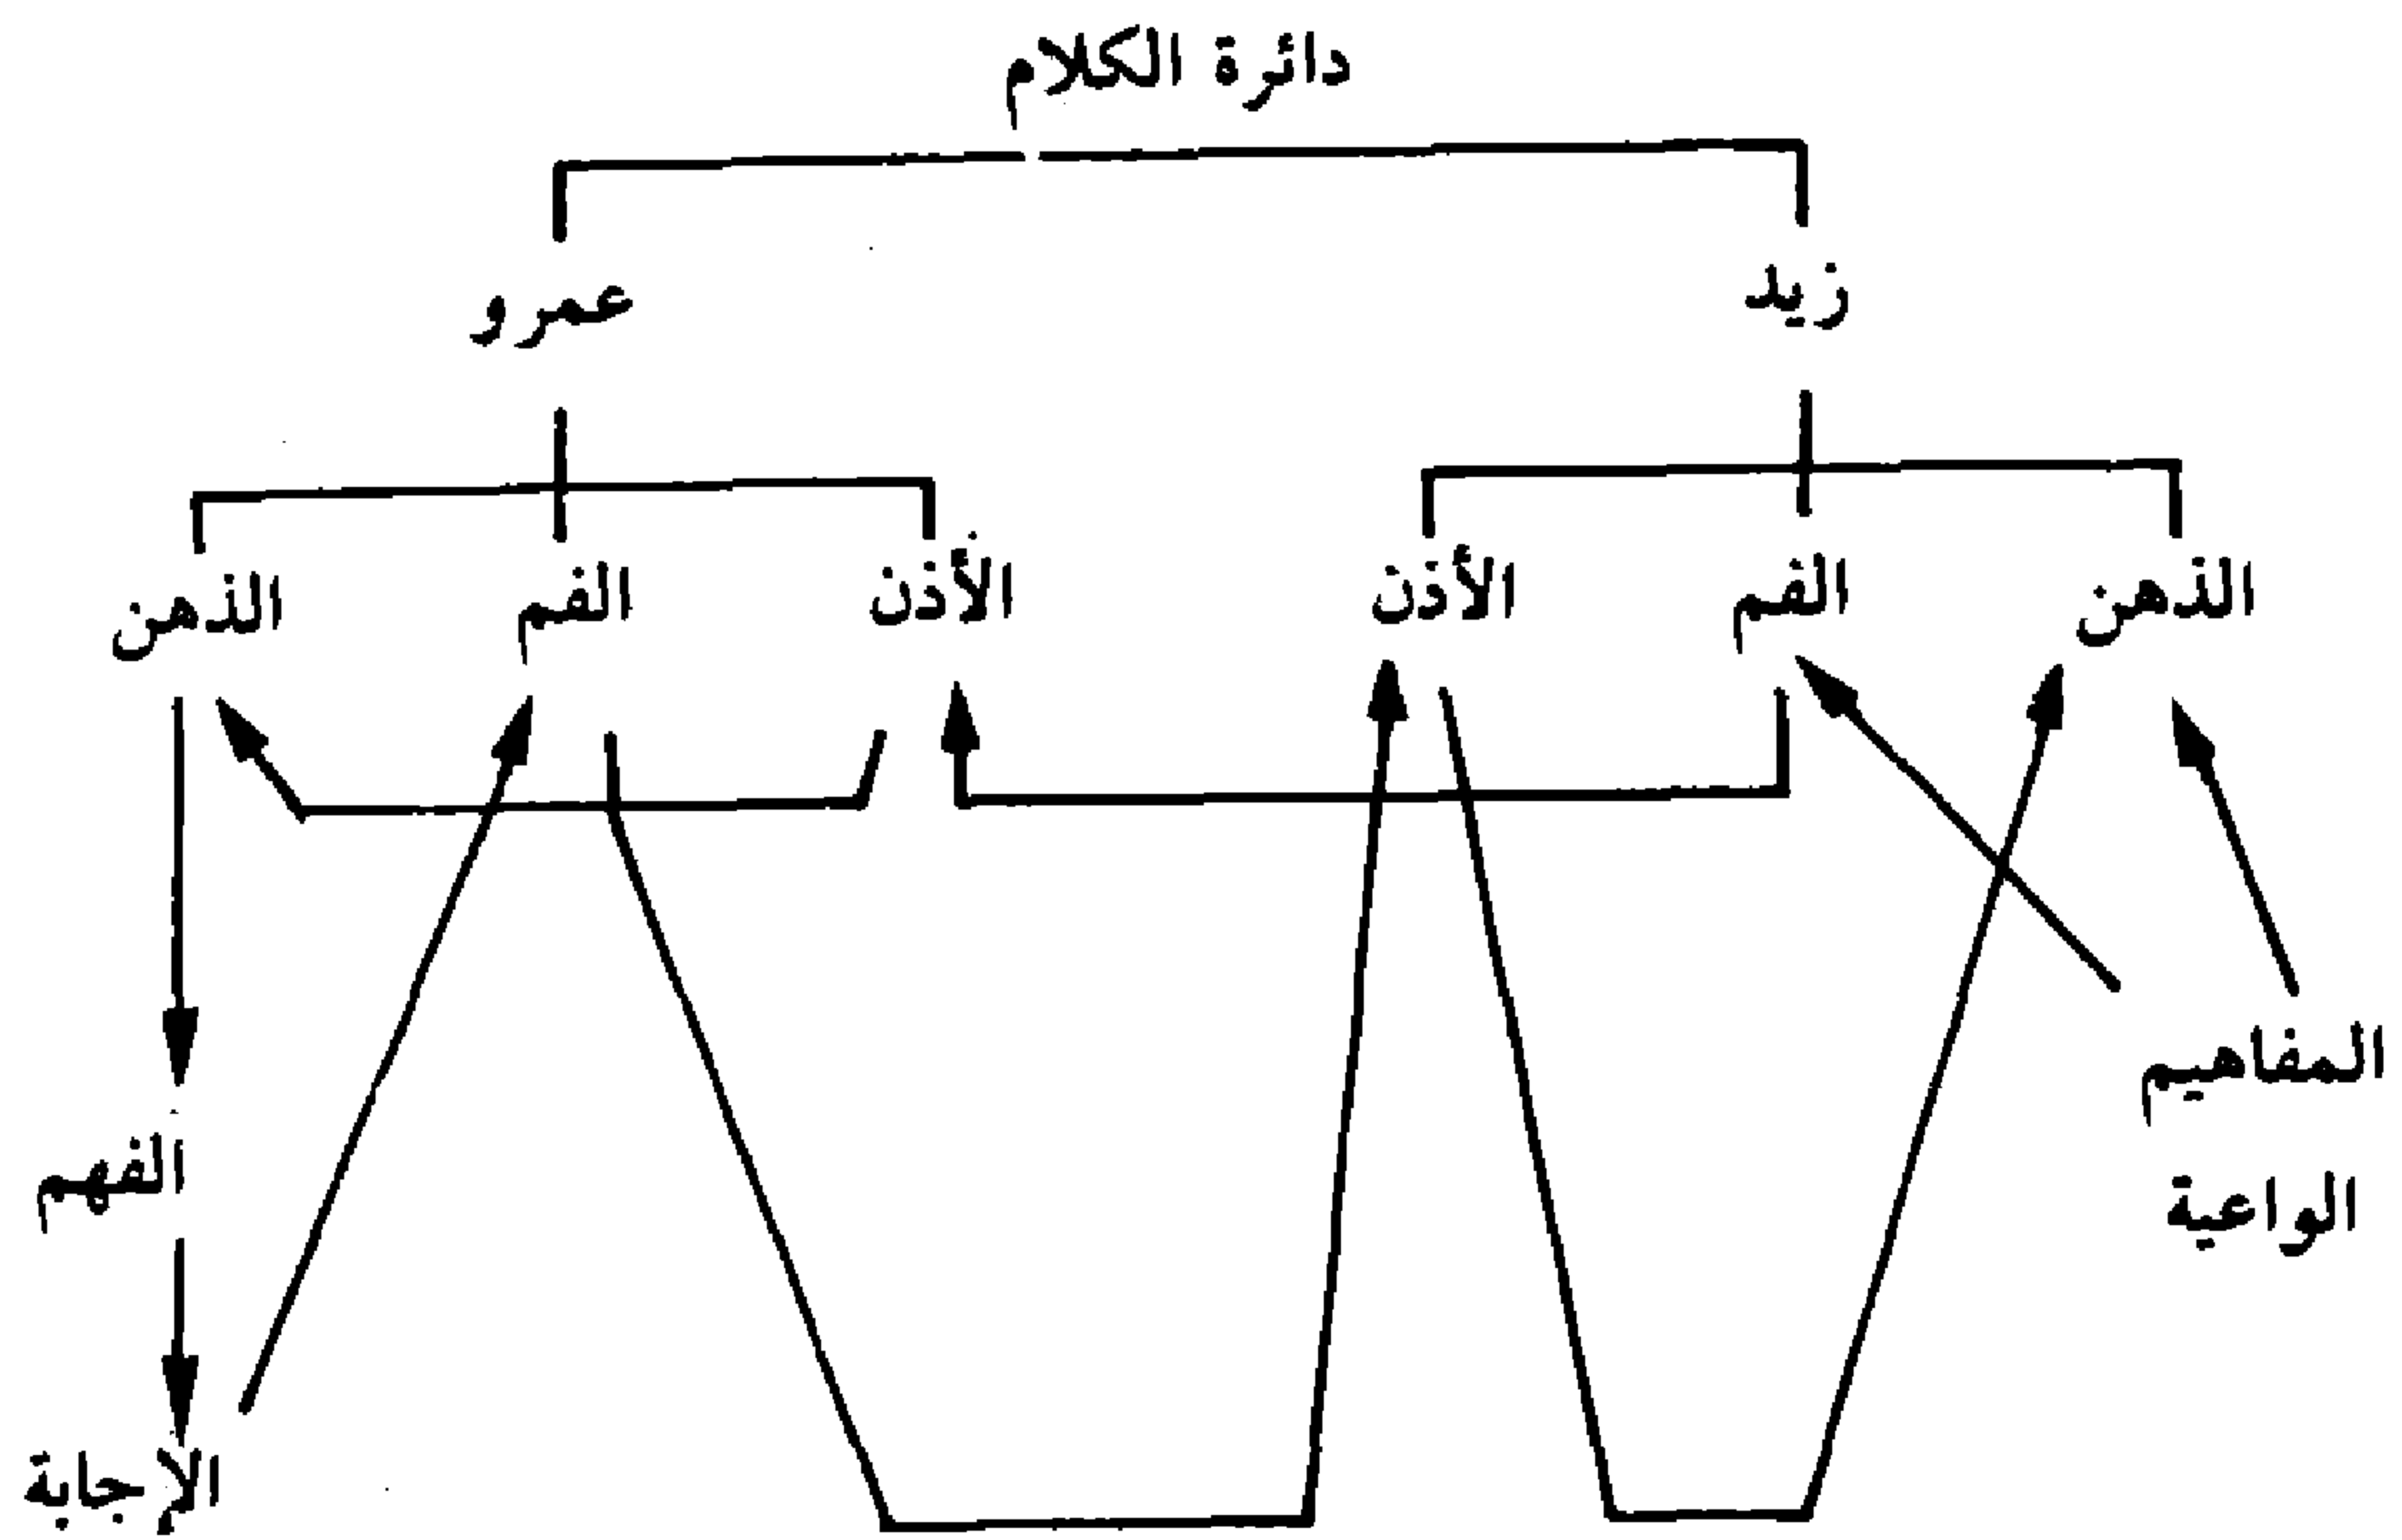 دائرة الكلام
زيد
عمرو
الذهن
الفم
الأذن
الأذن
الفم
الذهن
المفاهيم
الواعية
الفهم
الإجابة